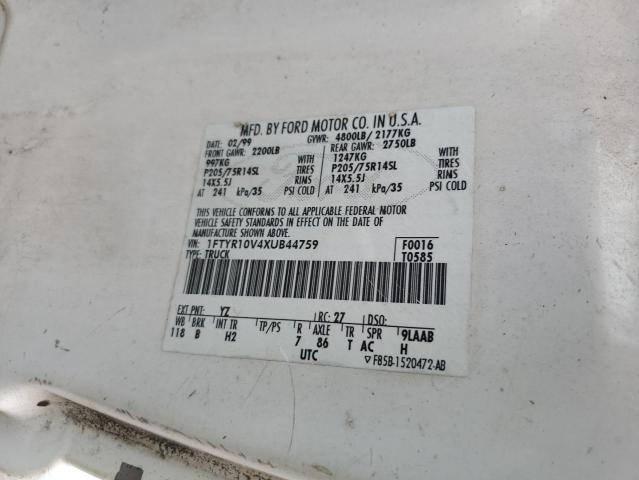 MFD. BY FORD MOTOR CO. IN U.S.A.
DATE: 02/99 GVWR: 4800LB/ 2177KG
FRONT GAWR: 2200LB REAR GAWR: 2750LB
997KG WITH 1247KG WITH
P205/75R14SL TIRES P205/75R14SL TIRES
14X5.5J RIMS 14X5.5J RIMS
AT 241 kPa/35 PSI COLD AT 241 kPa/35 PSI COLD
THIS VEHICLE CONFORMS TO ALL APPLICABLE FEDERAL MOTOR
VEHICLE SAFETY STANDARDS IN EFFECT ON THE DATE OF
MANUFACTURE SHOWN ABOVE.
VIN: 1FTYR10V4XUB44759 F0016
TYPE: TRUCK T0585
EXT PNT: YZ RC: 27 DSO:
WB BRK INT TR TP/PS R AXLE TR SPR 9LAAB
118 B H2 7 86 T AC H
UTC ▽ F85B-1520472-AB